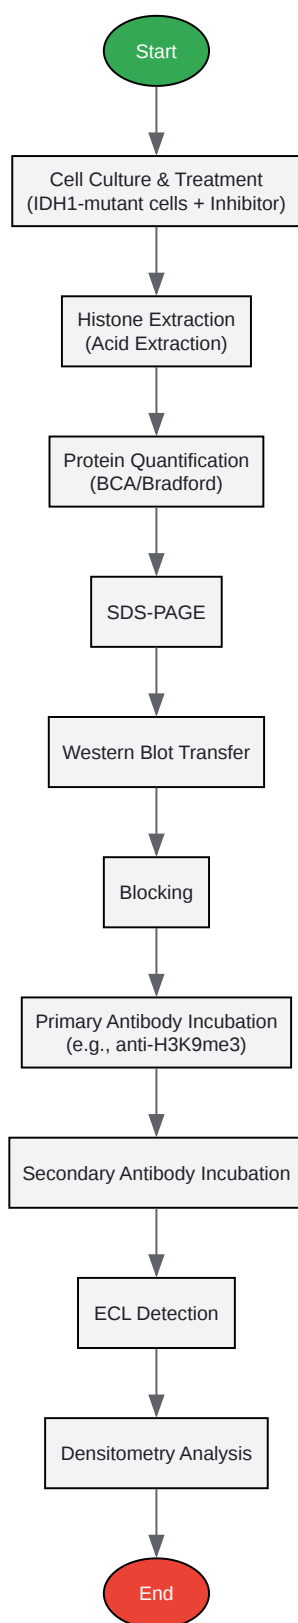 Start
Cell Culture & Treatment
(IDH1-mutant cells + Inhibitor)
Histone Extraction
(Acid Extraction)
Protein Quantification
(BCA/Bradford)
SDS-PAGE
Western Blot Transfer
Blocking
Primary Antibody Incubation
(e.g., anti-H3K9me3)
Secondary Antibody Incubation
ECL Detection
Densitometry Analysis
End